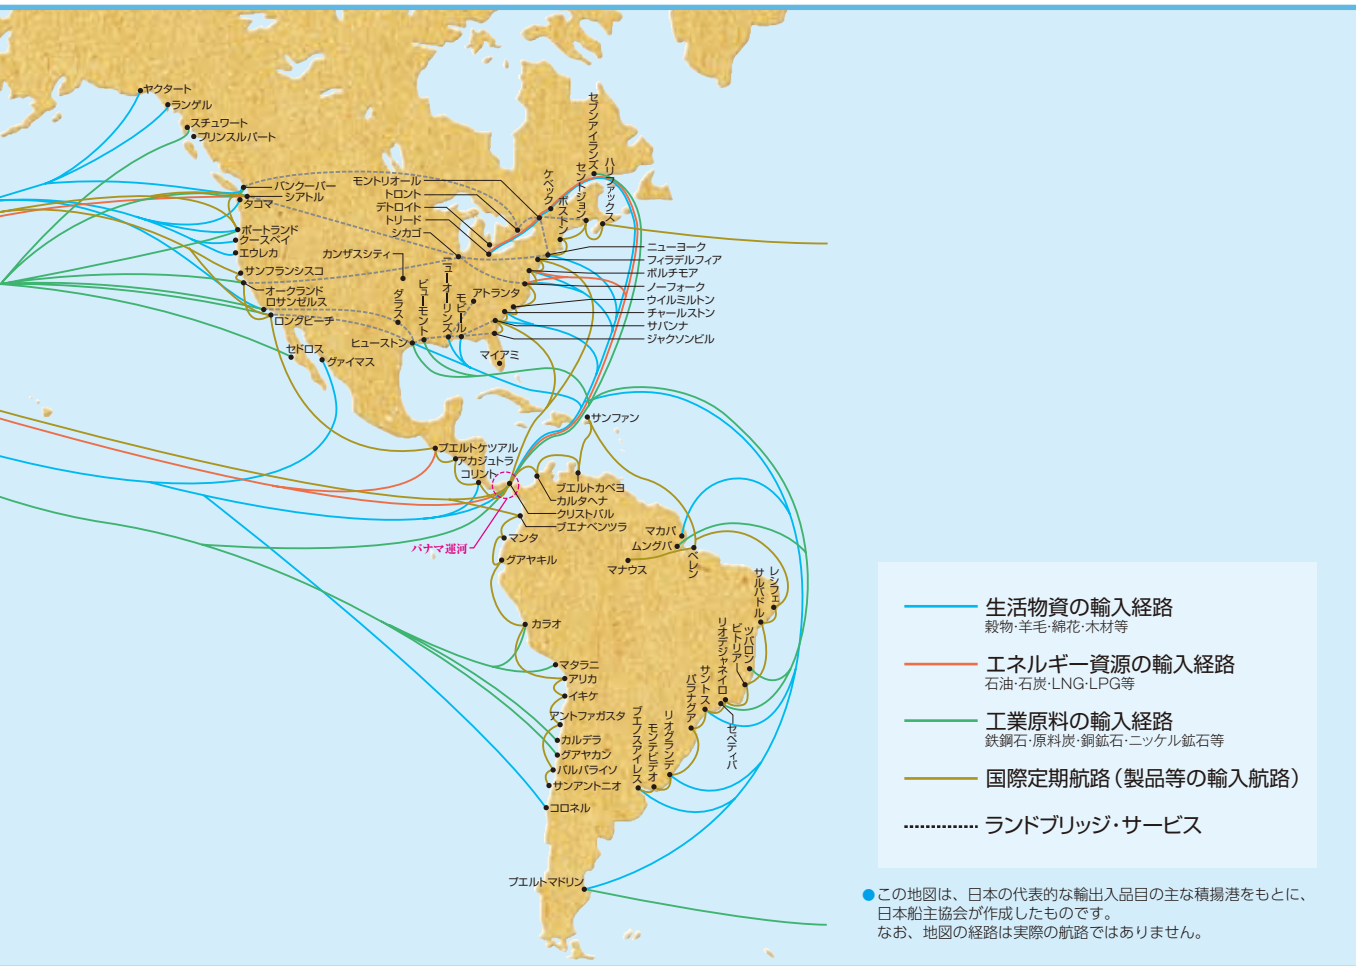 ヤクタート
ランゲル
スチュワート
プリンスルパート
バンクーバー
シアトル
タコマ
ポートランド
クースベイ
エウレカ
サンフランシスコ
オークランド
ロサンゼルス
ロングビーチ
セドロス
グァイマス
モントリオール
トロント
デトロイト
トリード
シカゴ
カンザスシティ
ダラス
ビューモント
ニューオーリンズ
モビール
アトランタ
ヒューストン
マイアミ
セブンアイランズ
ケベック
ボストン
セントジョン
ハリファックス
ニューヨーク
フィラデルフィア
ボルチモア
ノーフォーク
ウイルミルトン
チャールストン
サバンナ
ジャクソンビル
サンファン
プエルトケツアル
アカジュトラ
コリント
プエルトカベヨ
カルタヘナ
クリストバル
ブエナベンツラ
パナマ運河
マンタ
グアヤキル
マカパ
ムングバ
マナウス
ベレン
レシフェ
サルバドル
ツバロン
ビトリア
リオデジャネイロ
セペティバ
サントス
パラナグア
リオグランデ
モンテビデオ
ブエノスアイレス
カラオ
マタラニ
アリカ
イキケ
アントファガスタ
カルデラ
グアヤカン
バルパライソ
サンアントニオ
コロネル
プエルトマドリン
生活物資の輸入経路
穀物・羊毛・綿花・木材等
エネルギー資源の輸入経路
石油・石炭・LNG・LPG等
工業原料の輸入経路
鉄鋼石・原料炭・銅鉱石・ニッケル鉱石等
国際定期航路（製品等の輸入航路）
ランドブリッジ・サービス
●この地図は、日本の代表的な輸出入品目の主な積揚港をもとに、
日本船主協会が作成したものです。
なお、地図の経路は実際の航路ではありません。